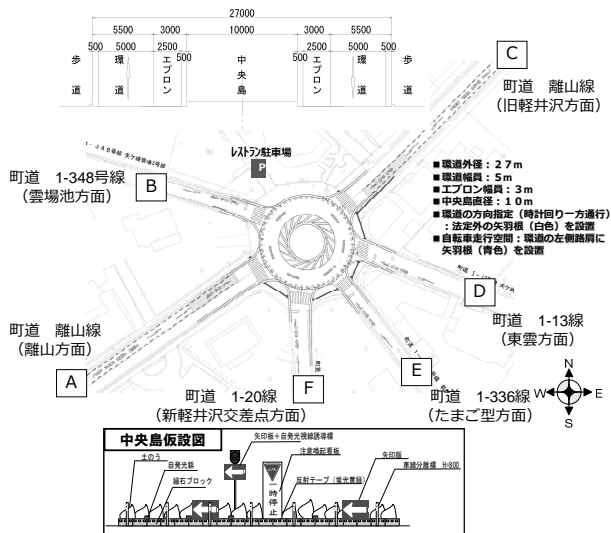 27000
5500 3000 10000 3000 5500
500 5000 2500 500 500 2500 5000 500
歩道 環道 エプロン 中央島 エプロン 環道 歩道
C
町道 離山線
（旧軽井沢方面）
レストラン駐車場
P
町道 1-348号線
（雲場池方面）
B
■環道外径：２７ｍ
■環道幅員：５ｍ
■エプロン幅員：３ｍ
■中央島直径：１０ｍ
■環道の方向指定（時計回り一方通行）
：法定外の矢羽根（白色）を設置
■自転車走行空間：環道の左側路肩に
矢羽根（青色）を設置
D
町道 1-13線
（東雲方面）
町道 離山線
（離山方面）
A
F
E
町道 1-20線
（新軽井沢交差点方面）
町道 1-336線
（たまご型方面）
N
W E
S
中央島仮設図
矢印板＋自発光視線誘導標
土のう
注意喚起看板
矢印版
自発光鋲
車線分離標 H=800
縁石ブロック
反射テープ（蛍光黄緑）
一時停止